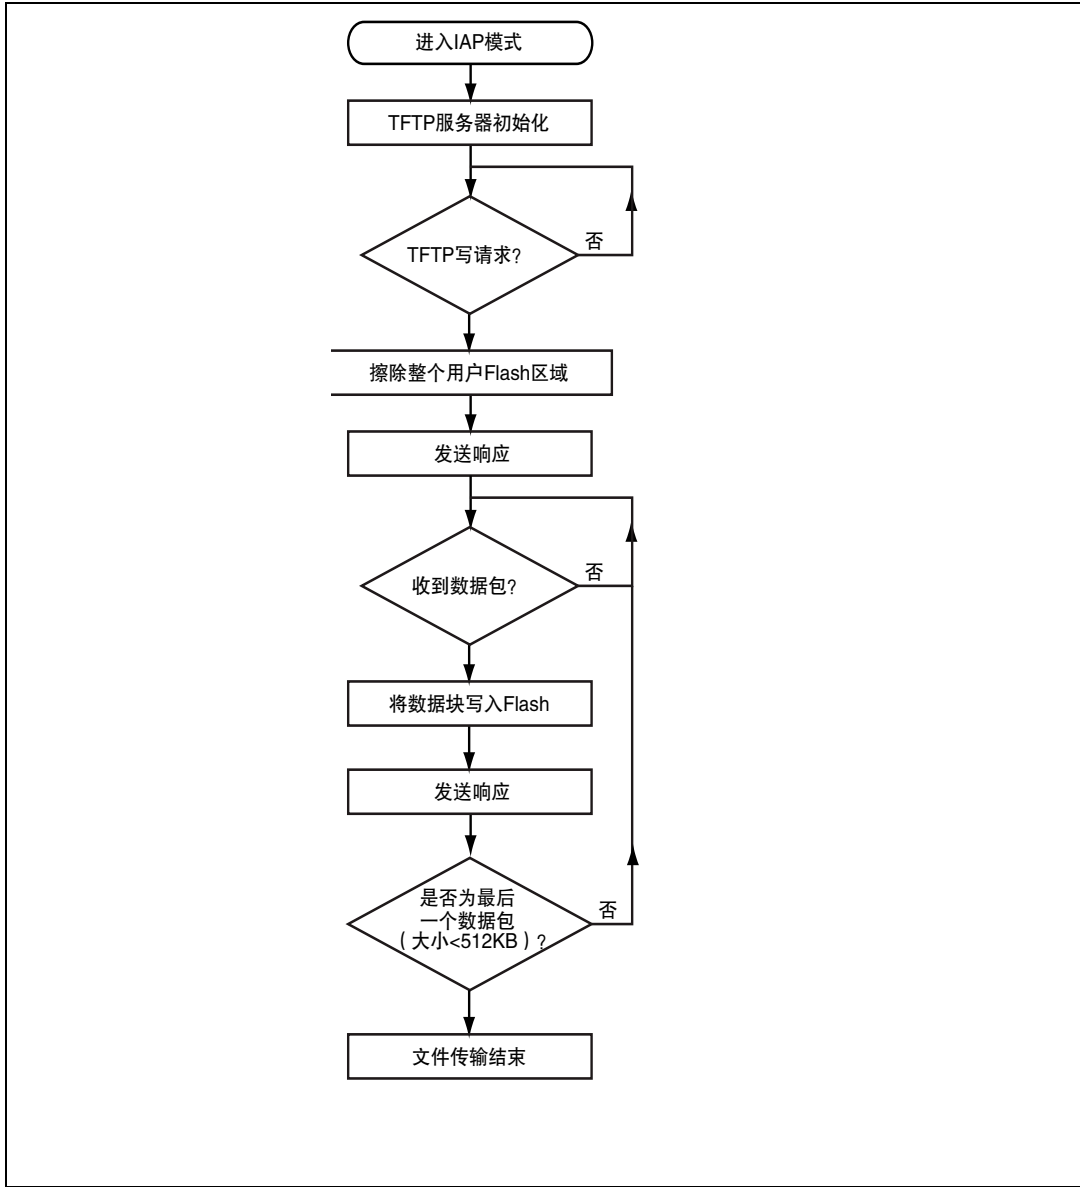 进入IAP模式
TFTP服务器初始化
TFTP写请求?
否
擦除整个用户Flash区域
发送响应
收到数据包?
否
将数据块写入Flash
发送响应
是否为最后
一个数据包
（大小<512KB）?
否
文件传输结束